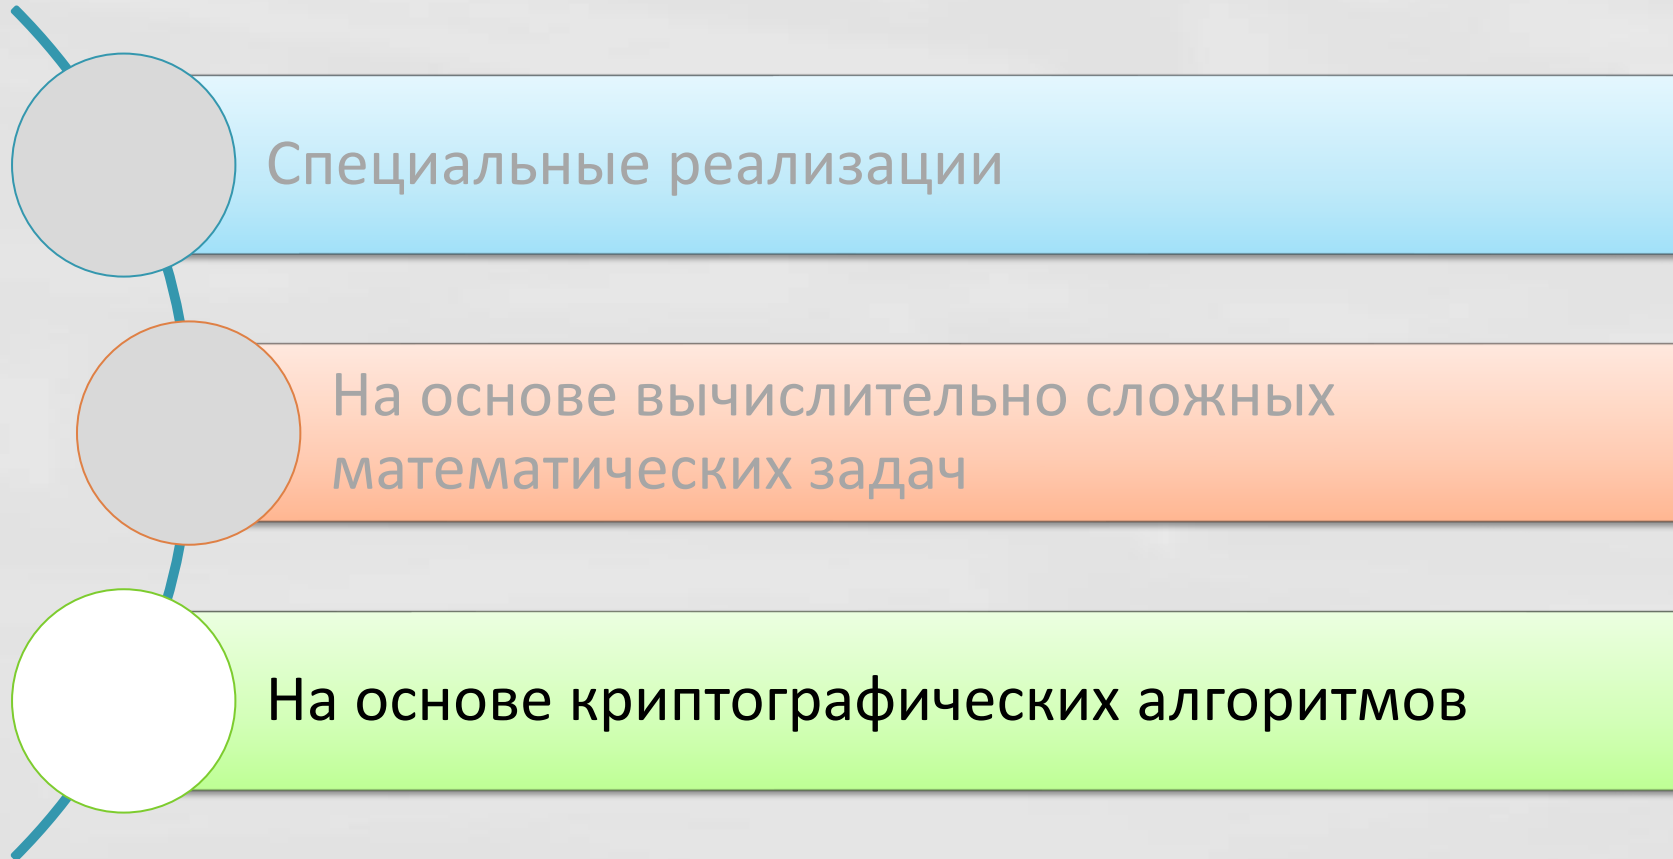 Специальные реализации
На основе вычислительно сложных
математических задач
На основе криптографических алгоритмов